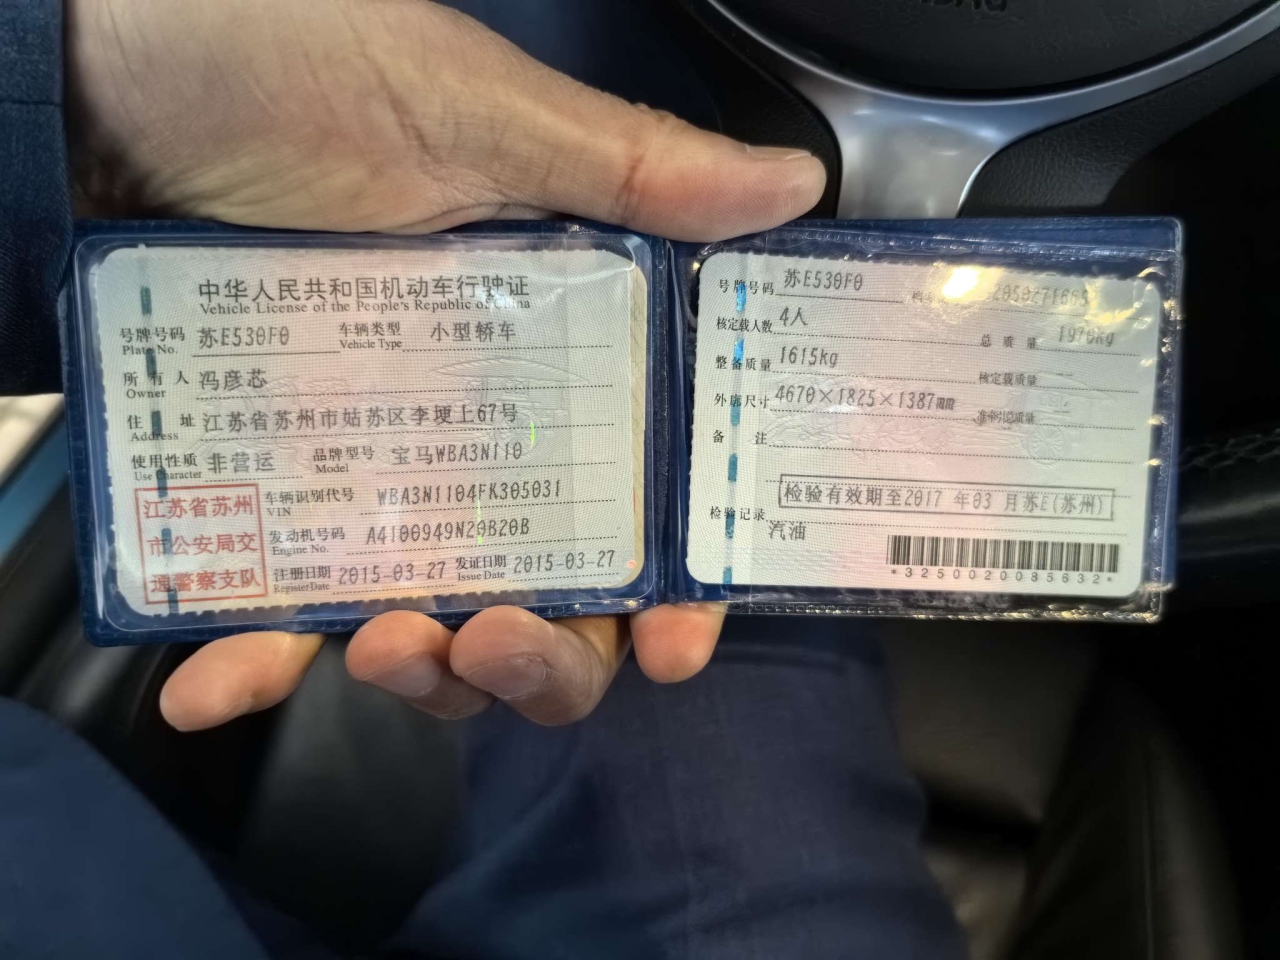 中华人民共和国机动车行驶证
Vehicle License of the People's Republic of China
号牌号码 苏E530F0 车辆类型 小型轿车
Plate No. Vehicle Type
所有人 冯彦芯
Owner
住址 江苏省苏州市姑苏区李埂上67号
Address
使用性质 非营运 品牌型号 宝马WBA3N110
Use Character Model
江苏省苏州
市公安局交
通警察支队
车辆识别代号 WBA3N1104FK305031
VIN
发动机号码 A4100949N20B20B
Engine No.
注册日期 2015-03-27 发证日期 2015-03-27
Register Date Issue Date
号牌号码 苏E530F0
核定载人数 4人 总质量 1970kg
整备质量 1615kg 核定载质量 --
外廓尺寸 4670×1825×1387mm 准牵引总质量 --
备注
检验有效期至2017年03月苏E(苏州)
检验记录
汽油
*3250020085632*